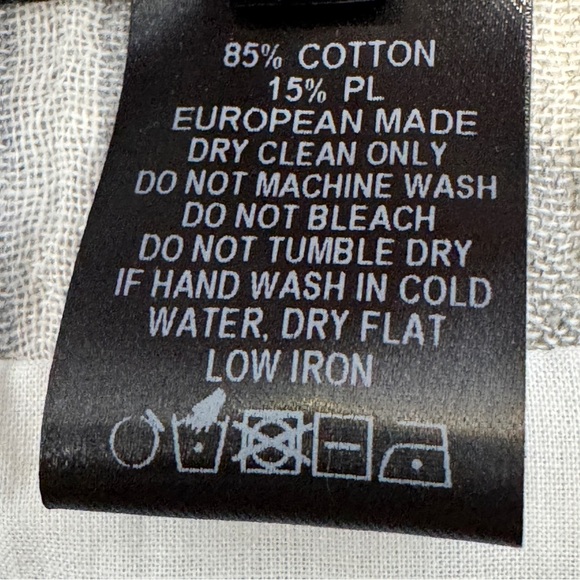 85% COTTON
15% PL
EUROPEAN MADE
DRY CLEAN ONLY
DO NOT MACHINE WASH
DO NOT BLEACH
DO NOT TUMBLE DRY
IF HAND WASH IN COLD
WATER, DRY FLAT
LOW IRON